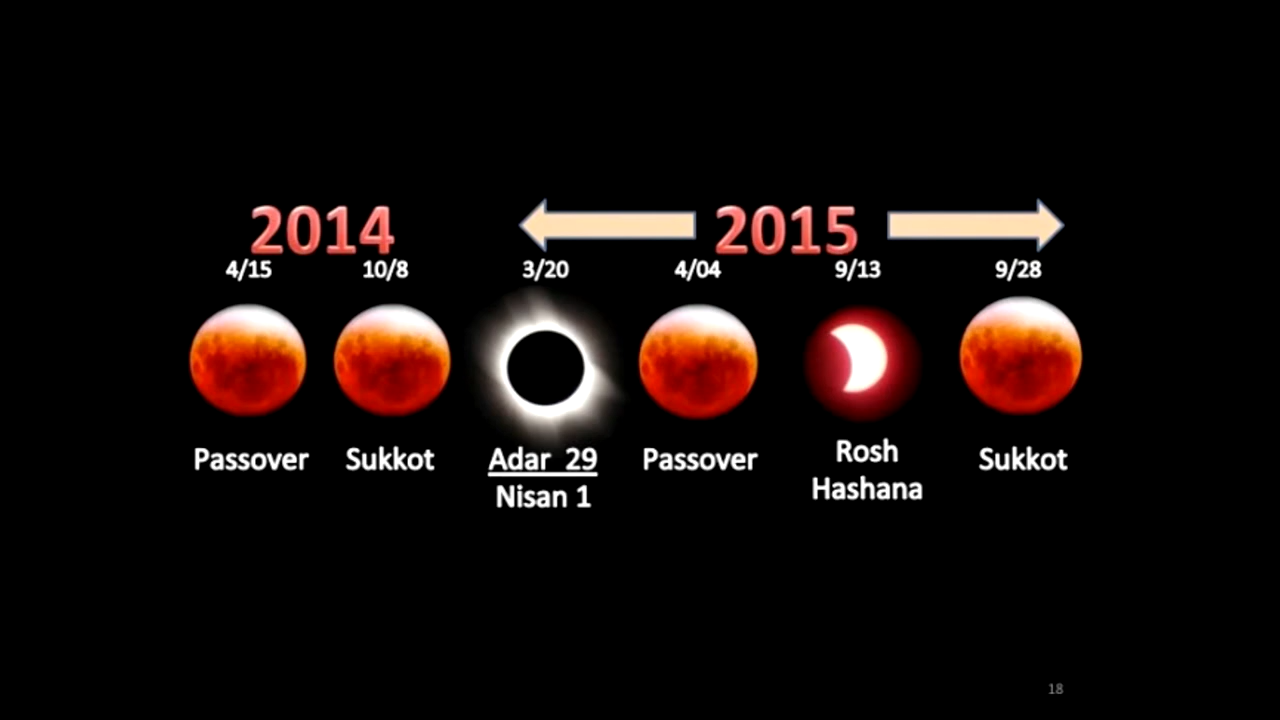 2014
2015
4/15
10/8
3/20
4/04
9/13
9/28
Passover
Sukkot
Adar 29
Nisan 1
Passover
Rosh
Hashana
Sukkot
18